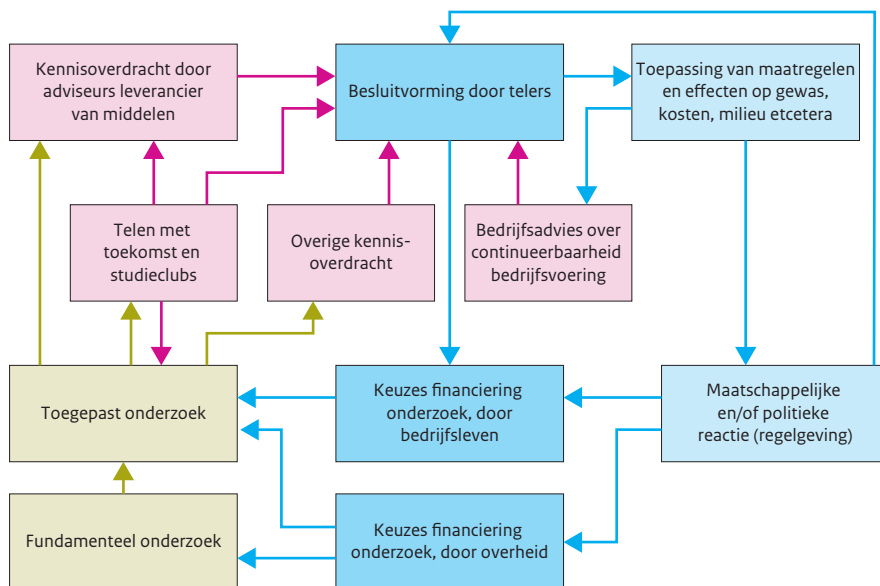 Kennisoverdracht door
adviseurs leverancier
van middelen
Besluitvorming door telers
Toepassing van maatregelen
en effecten op gewas,
kosten, milieu etcetera
Telen met
toekomst en
studieclubs
Overige kennis-
overdracht
Bedrijfsadvies over
continueerbaarheid
bedrijfsvoering
Toegepast onderzoek
Keuzes financiering
onderzoek, door
bedrijfsleven
Maatschappelijke
en/of politieke
reactie (regelgeving)
Fundamenteel onderzoek
Keuzes financiering
onderzoek, door overheid